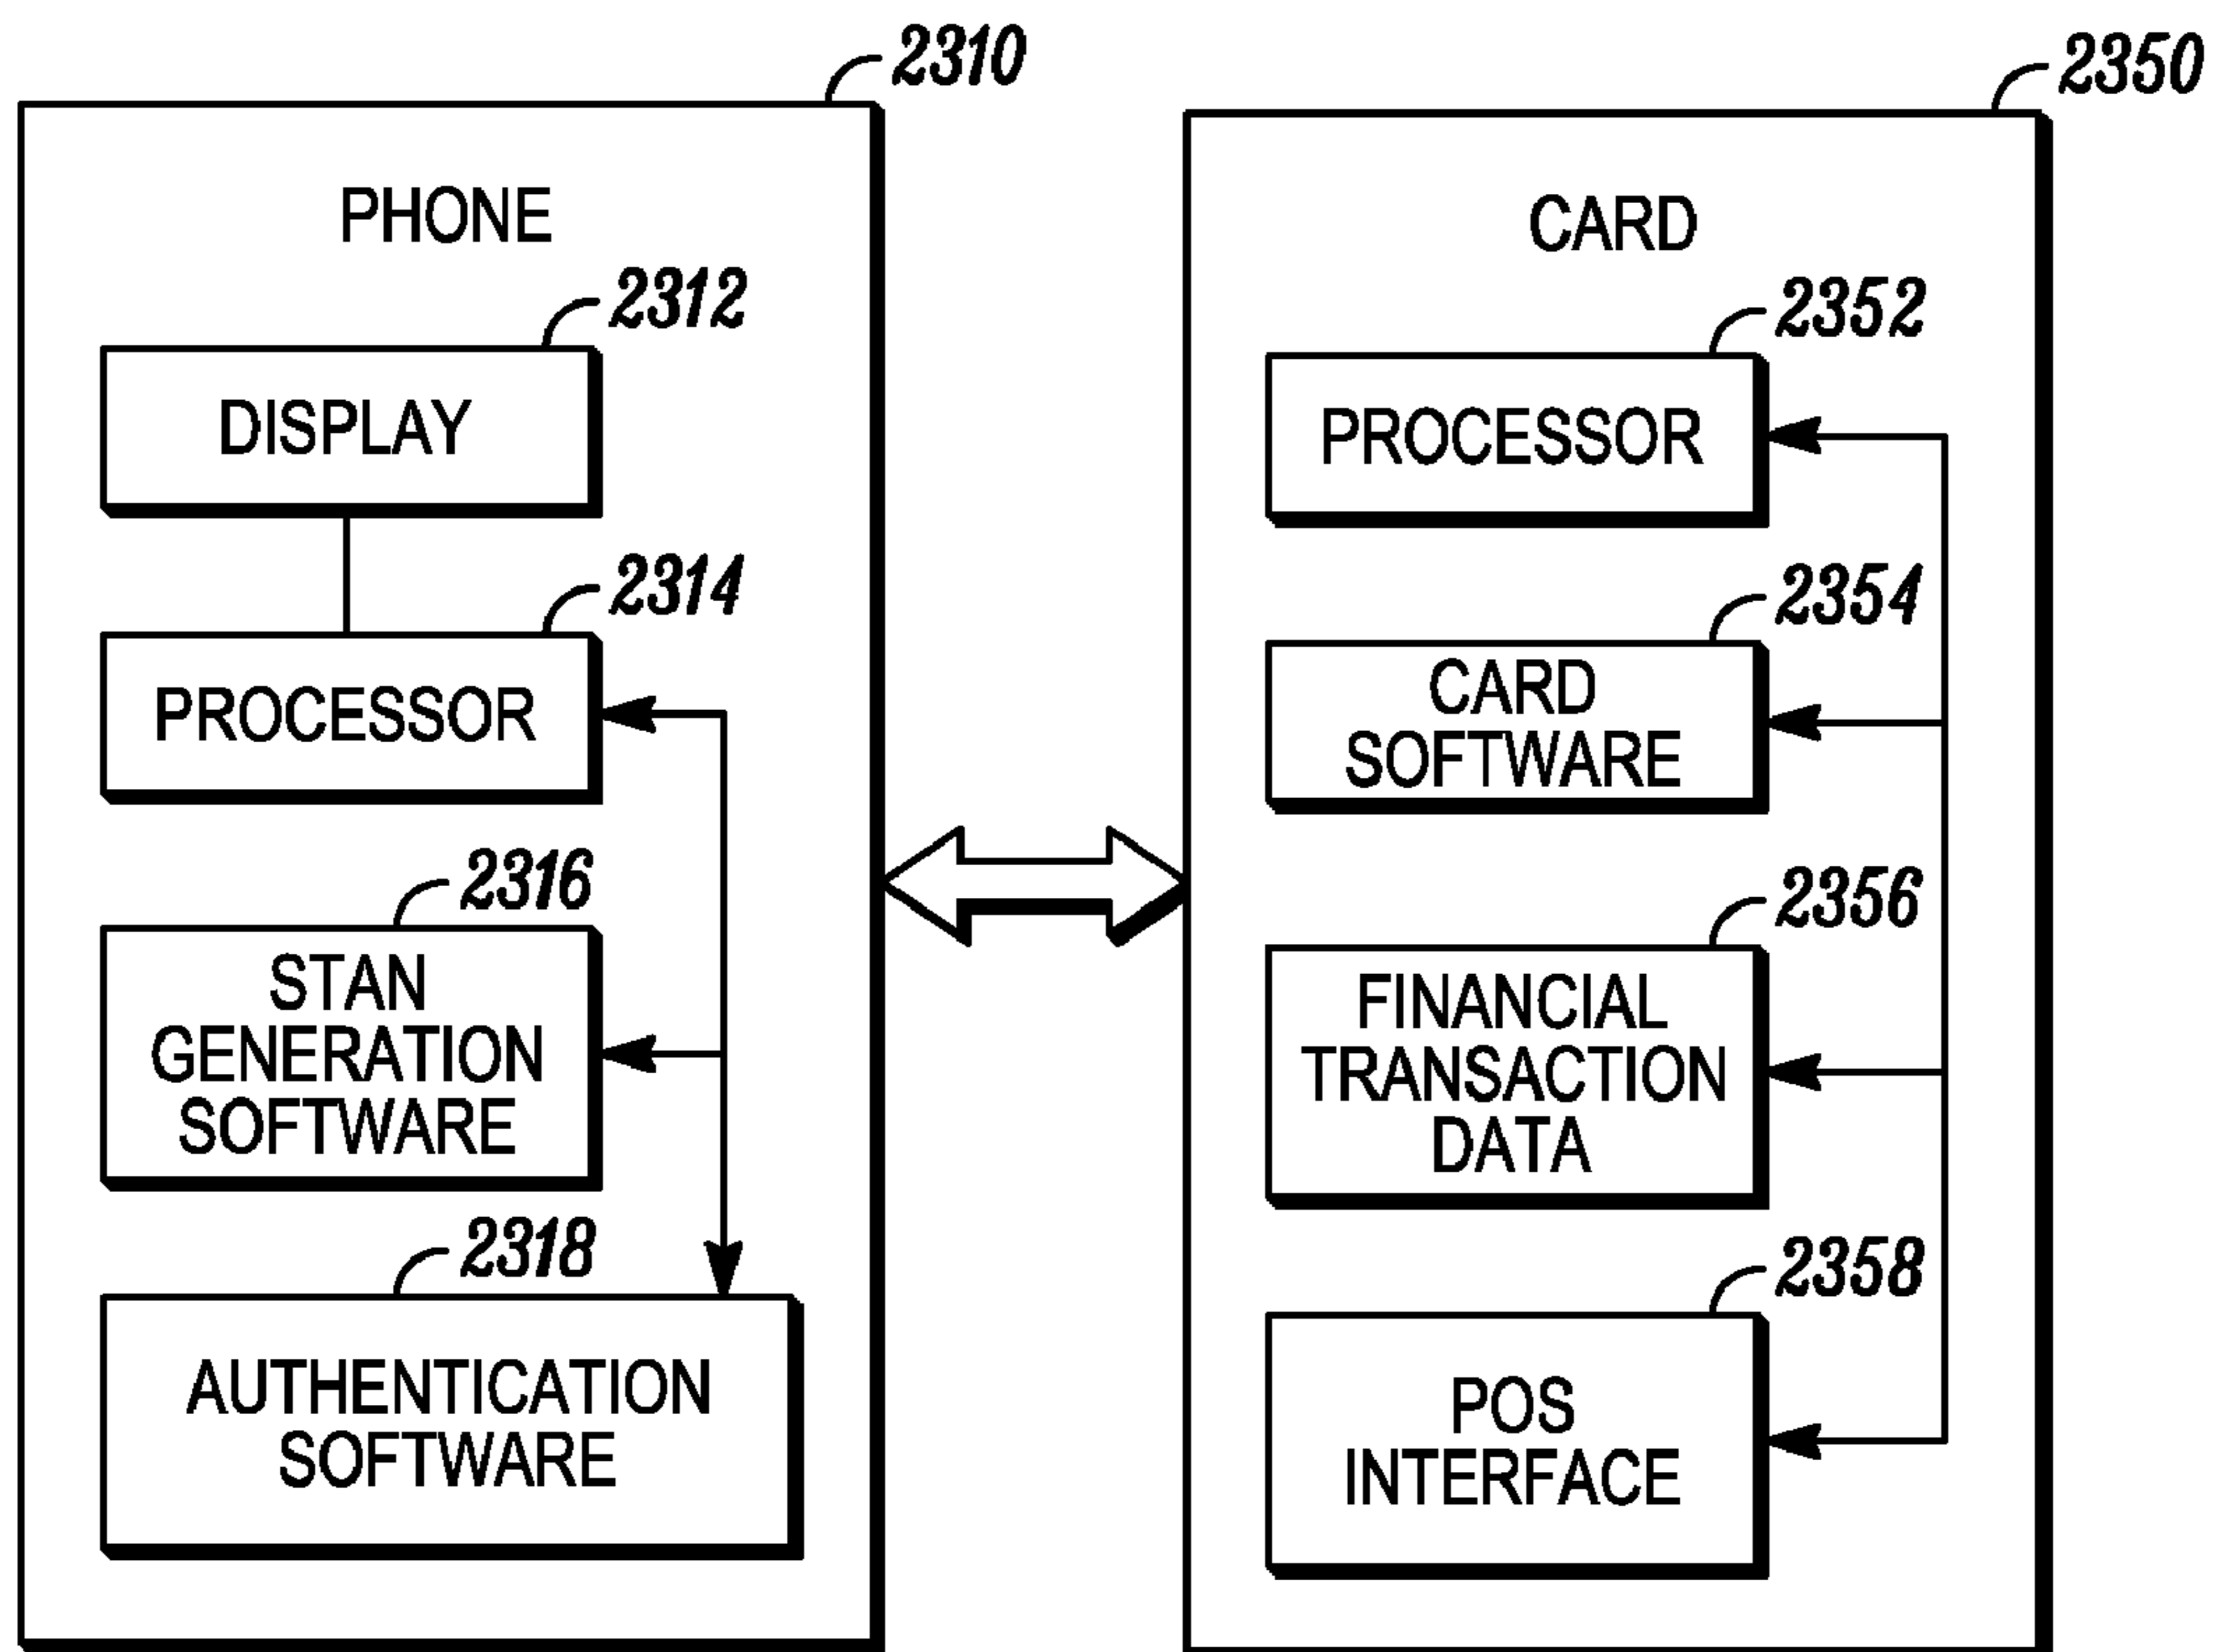 2310
PHONE
2312
DISPLAY
2314
PROCESSOR
2316
STAN
GENERATION
SOFTWARE
2318
AUTHENTICATION
SOFTWARE
2350
CARD
2352
PROCESSOR
2354
CARD
SOFTWARE
2356
FINANCIAL
TRANSACTION
DATA
2358
POS
INTERFACE